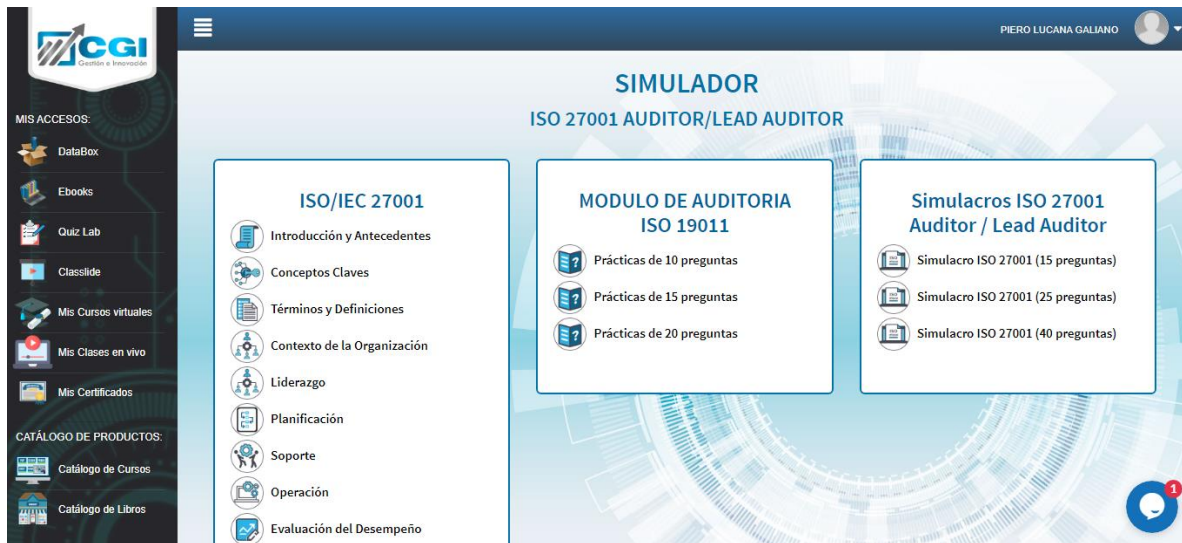 CGI
Gestión e Innovación
PIERO LUCANA GALIANO
MIS ACCESOS:
DataBox
Ebooks
Quiz Lab
Classlide
Mis Cursos virtuales
Mis Clases en vivo
Mis Certificados
CATÁLOGO DE PRODUCTOS:
Catálogo de Cursos
Catálogo de Libros
SIMULADOR
ISO 27001 AUDITOR/LEAD AUDITOR
ISO/IEC 27001
Introducción y Antecedentes
Conceptos Claves
Términos y Definiciones
Contexto de la Organización
Liderazgo
Planificación
Soporte
Operación
Evaluación del Desempeño
MODULO DE AUDITORIA
ISO 19011
Prácticas de 10 preguntas
Prácticas de 15 preguntas
Prácticas de 20 preguntas
Simulacros ISO 27001
Auditor / Lead Auditor
Simulacro ISO 27001 (15 preguntas)
Simulacro ISO 27001 (25 preguntas)
Simulacro ISO 27001 (40 preguntas)
1